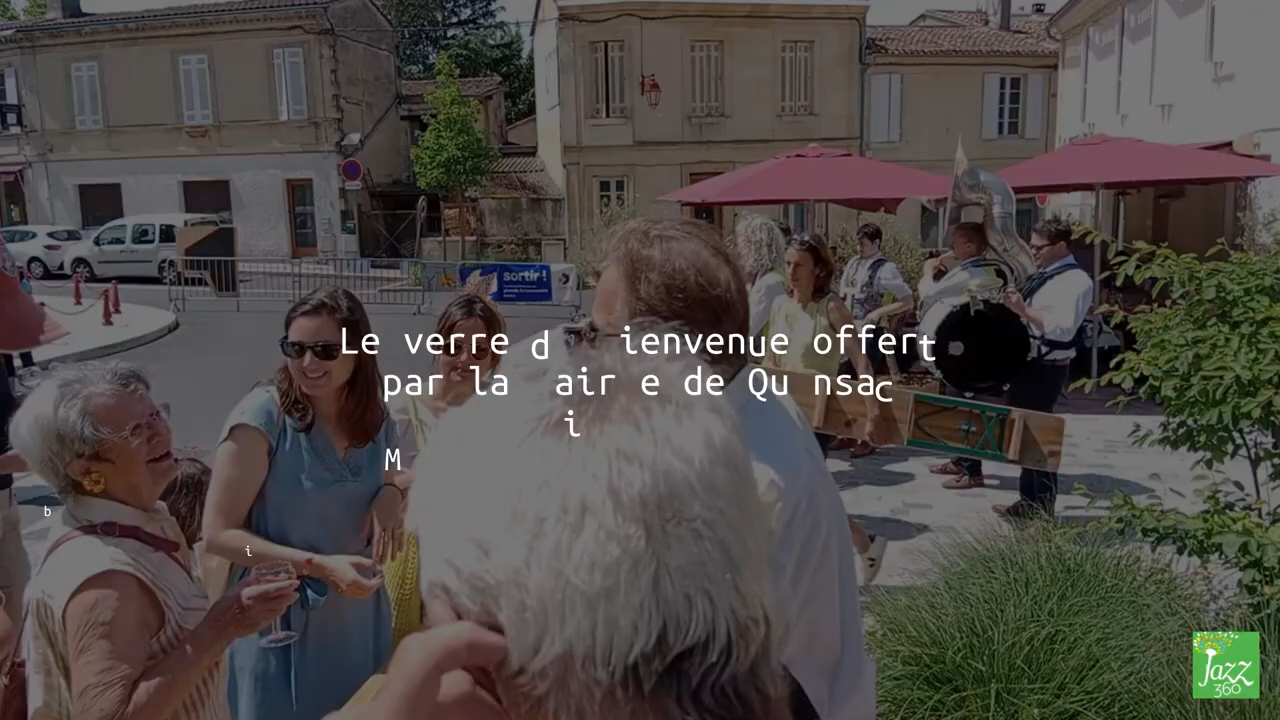 sortir !
Le verre d ienvenue offert
par la air e de Qu nsac
i
M
b
i
Jazz
360